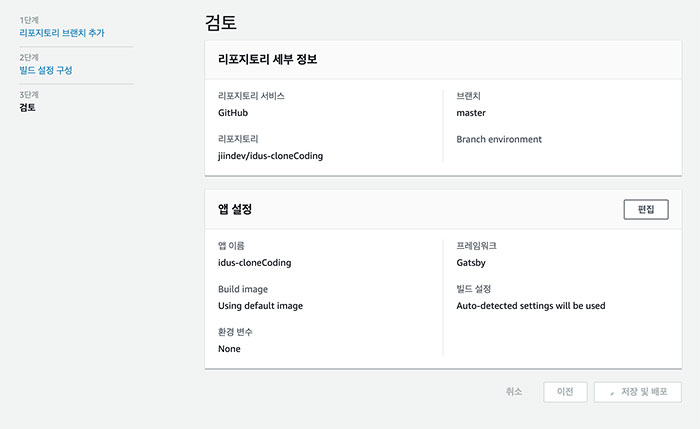 1단계
리포지토리 브랜치 추가
2단계
빌드 설정 구성
3단계
검토
검토
리포지토리 세부 정보
리포지토리 서비스
GitHub
브랜치
master
리포지토리
jiindev/idus-cloneCoding
Branch environment
앱 설정
편집
앱 이름
idus-cloneCoding
프레임워크
Gatsby
Build image
Using default image
빌드 설정
Auto-detected settings will be used
환경 변수
None
취소
이전
저장 및 배포